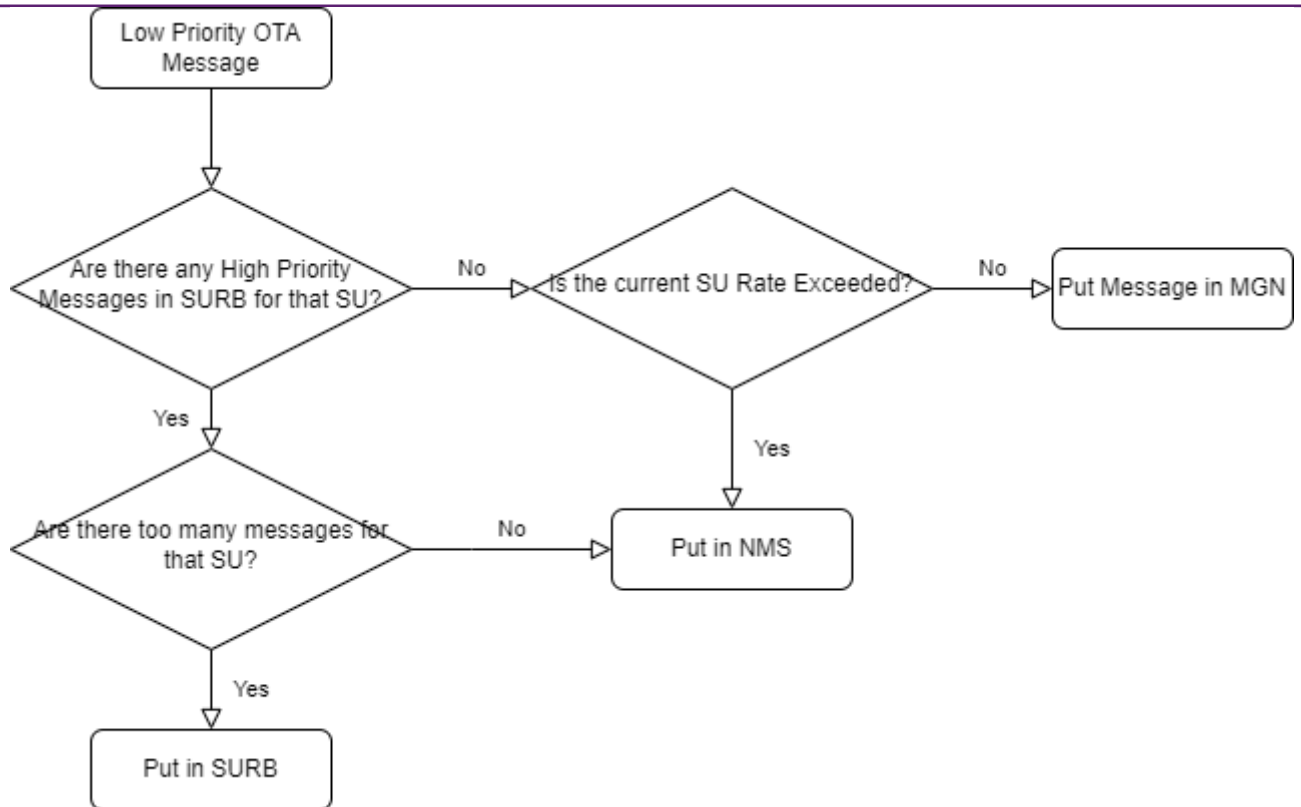 Low Priority OTA
Message
Are there any High Priority
Messages in SURB for that SU?
No
Is the current SU Rate Exceeded?
No
Put Message in MGN
Yes
Yes
Are there too many messages for
that SU?
No
Put in NMS
Yes
Put in SURB